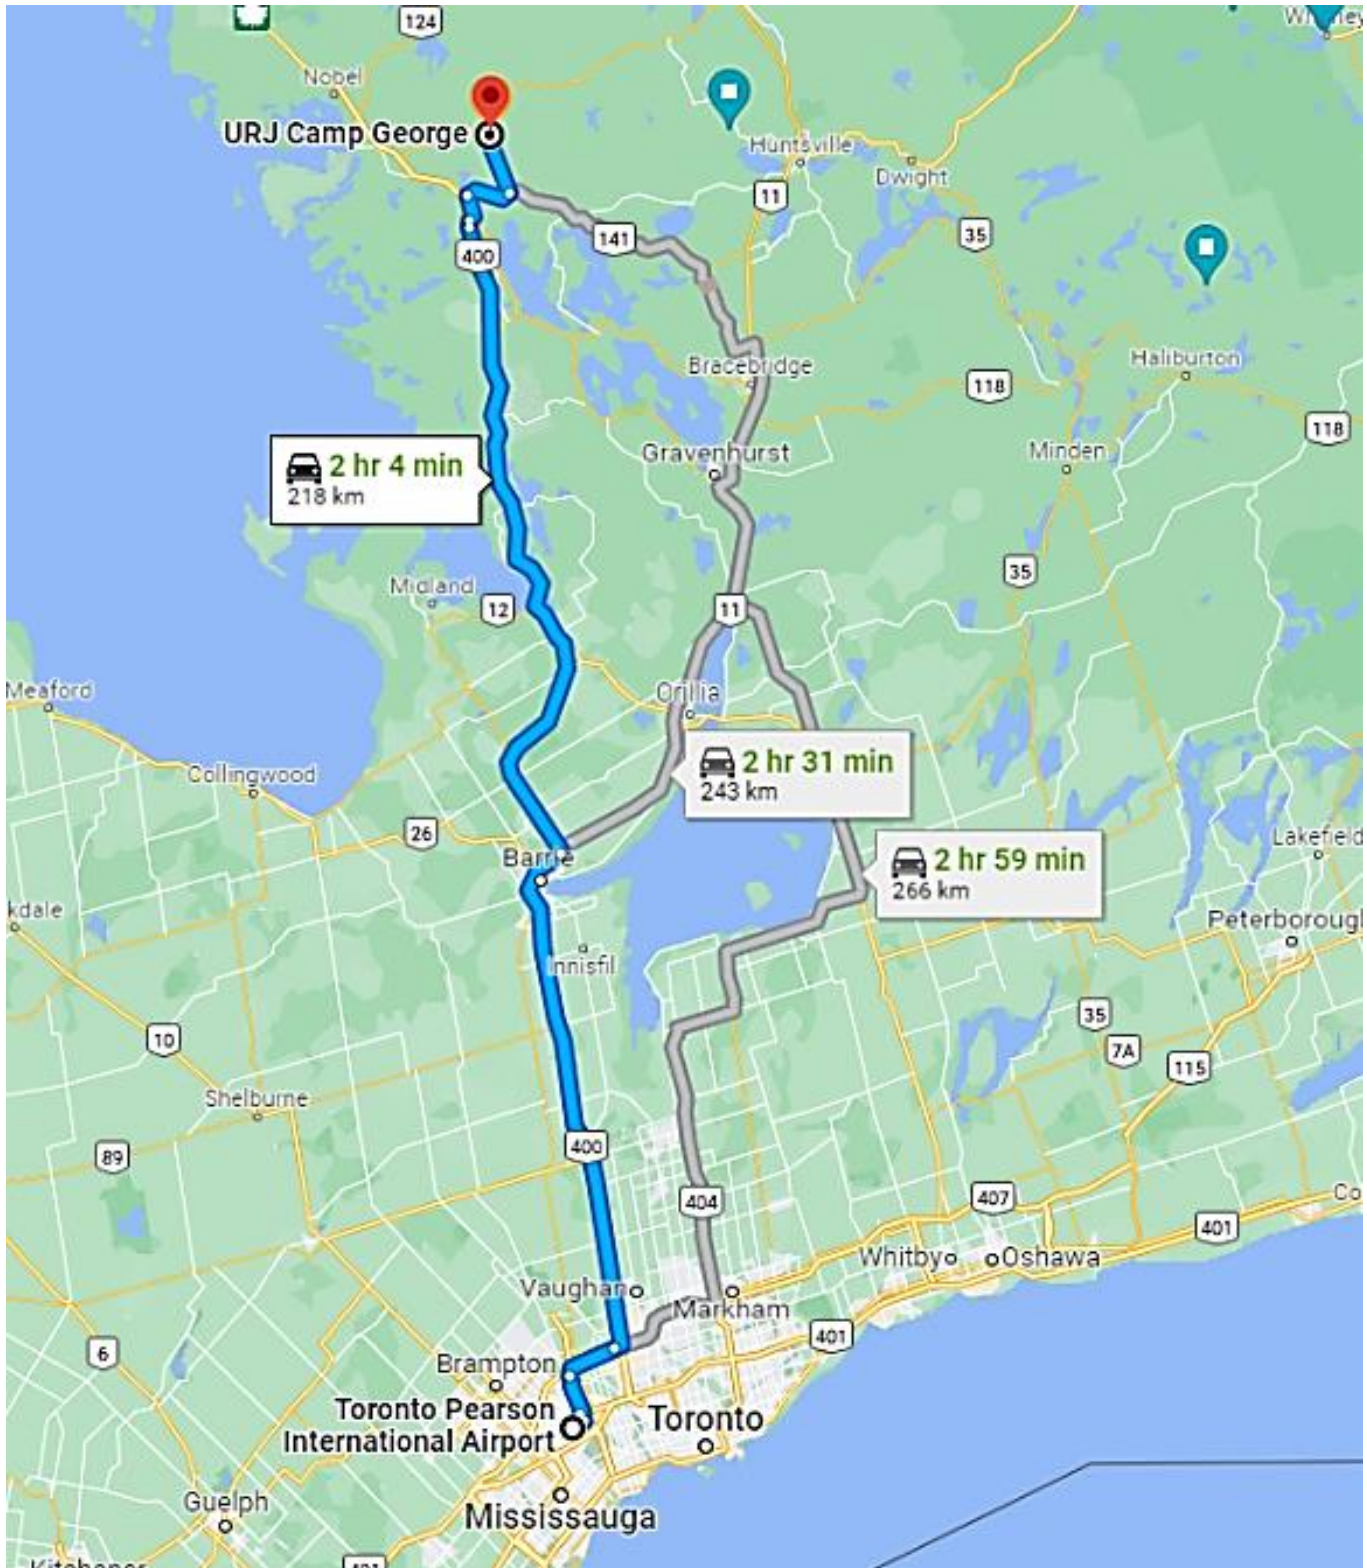 124
Nobel
URJ Camp George
Huntsville
Dwight
11
35
141
400
Bracebridge
Haliburton
118
118
Gravenhurst
Minden
2 hr 4 min
218 km
35
Midland
12
11
Meaford
Orillia
2 hr 31 min
243 km
Collingwood
26
Barrie
Lakefield
2 hr 59 min
266 km
kdale
Peterborough
Innisfil
10
35
7A
115
Shelburne
400
89
404
407
Co
401
Whitby
Oshawa
Vaughan
Markham
401
6
Brampton
Toronto Pearson
International Airport
Toronto
Guelph
Mississauga